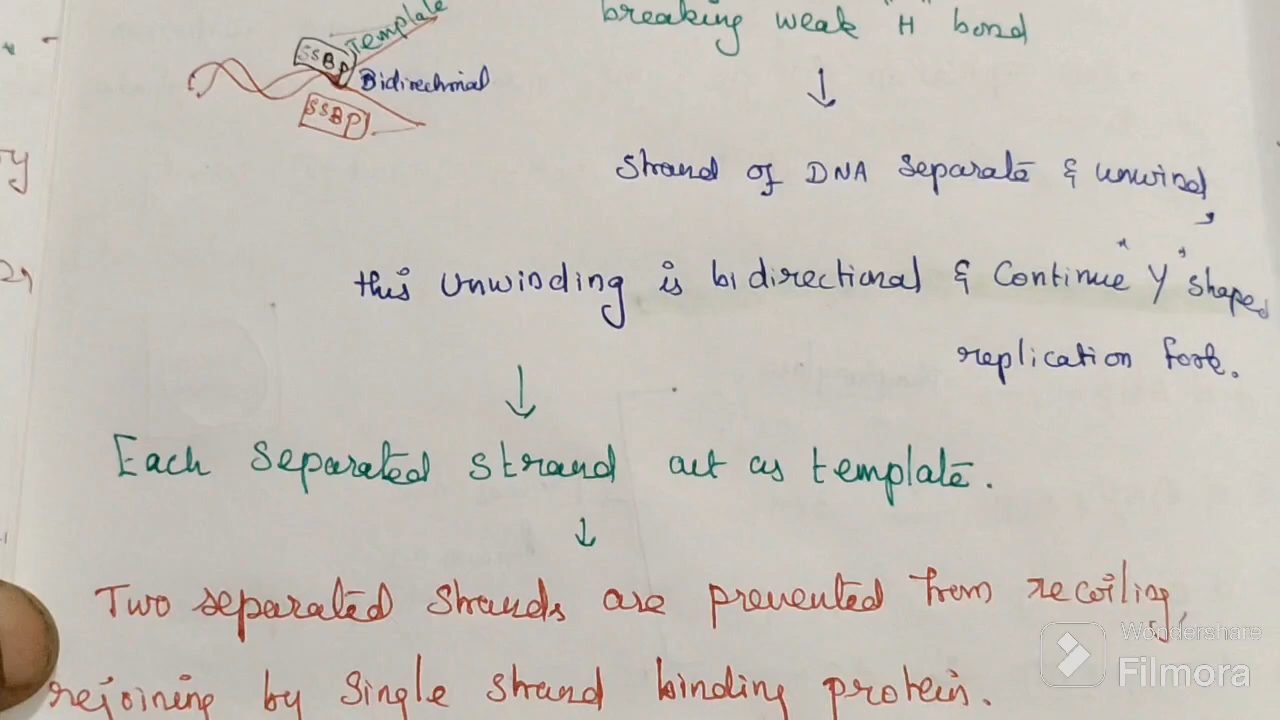 breaking weak "H" bond
Template
SSBP
Bidirectional
SSBP
↓
Strand of DNA separate & unwind
this unwinding is bidirectional & Continue "Y" shaped
replication fork.
↓
Each separated strand act as template.
↓
Two separated strands are prevented from recoiling,
rejoining by single strand binding protein.
Wondershare
Filmora